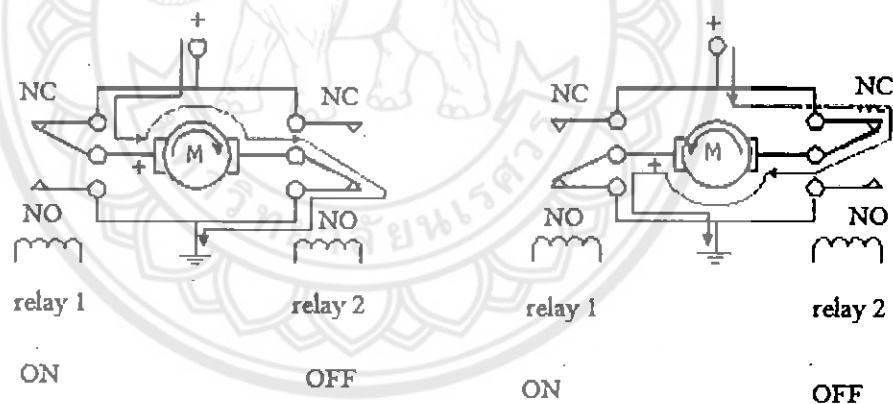 + +
NC NC NC NC
M M
+ +
NO NO NO NO
relay 1 relay 2 relay 1 relay 2
ON OFF ON OFF